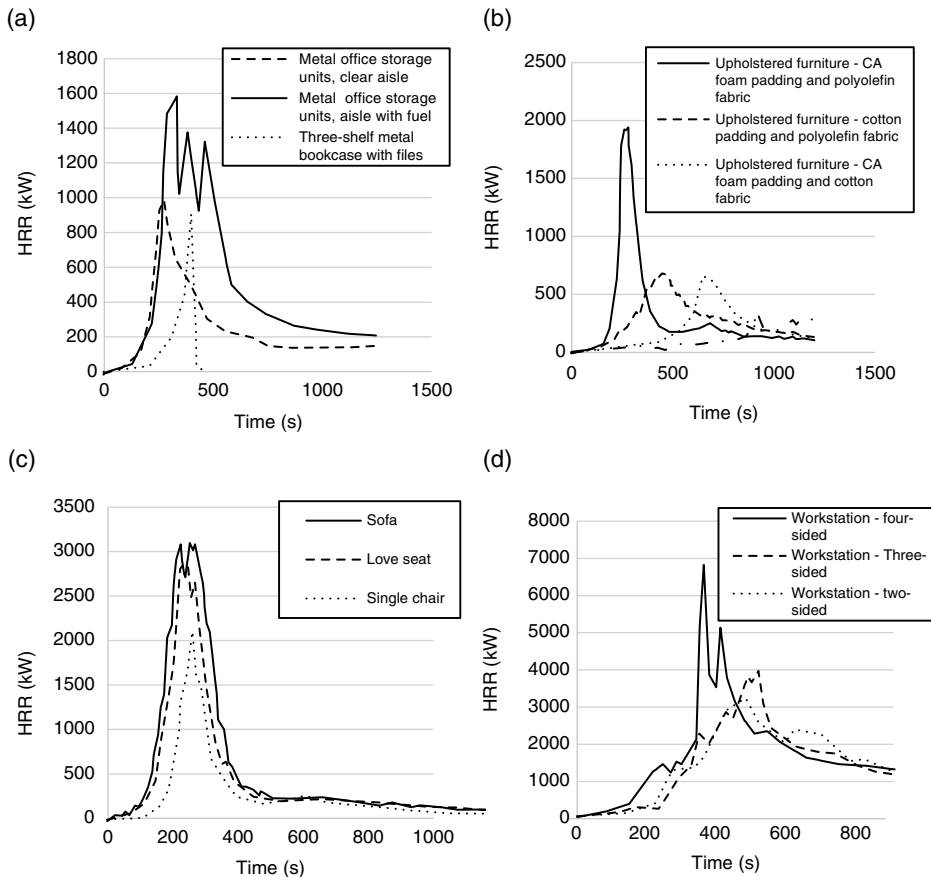 (a)
1800
1600
1400
1200
1000
800
600
400
200
0
HRR (kW)
0
500
1000
1500
Time (s)
Metal office storage
units, clear aisle
Metal office storage
units, aisle with fuel
Three-shelf metal
bookcase with files
(b)
2500
2000
1500
1000
500
0
HRR (kW)
0
500
1000
1500
Time (s)
Upholstered furniture - CA
foam padding and polyolefin
fabric
Upholstered furniture - cotton
padding and polyolefin fabric
Upholstered furniture - CA
foam padding and cotton
fabric
(c)
3500
3000
2500
2000
1500
1000
500
0
HRR (kW)
0
200
400
600
800
1000
Time (s)
Sofa
Love seat
Single chair
(d)
8000
7000
6000
5000
4000
3000
2000
1000
0
HRR (kW)
0
200
400
600
800
Time (s)
Workstation - four-
sided
Workstation - Three-
sided
Workstation - two-
sided